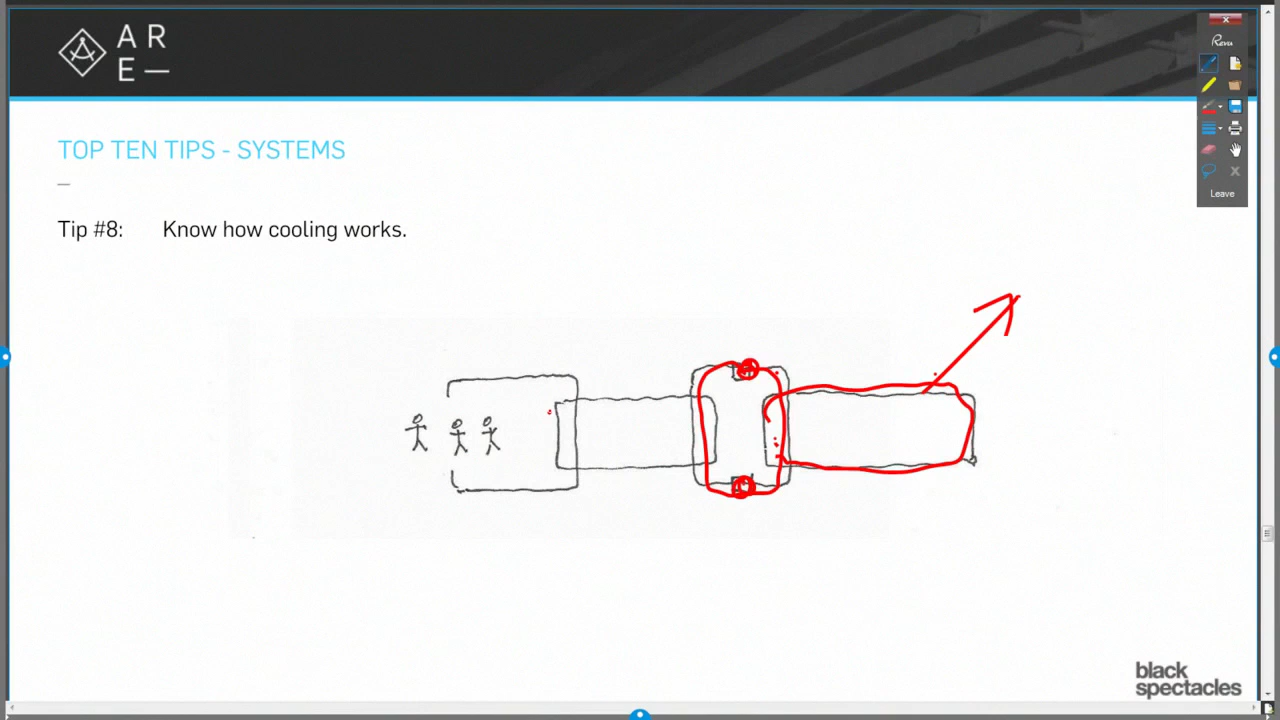 A R
E —
Revu
TOP TEN TIPS - SYSTEMS
Tip #8: Know how cooling works.
Leave
black
spectacles